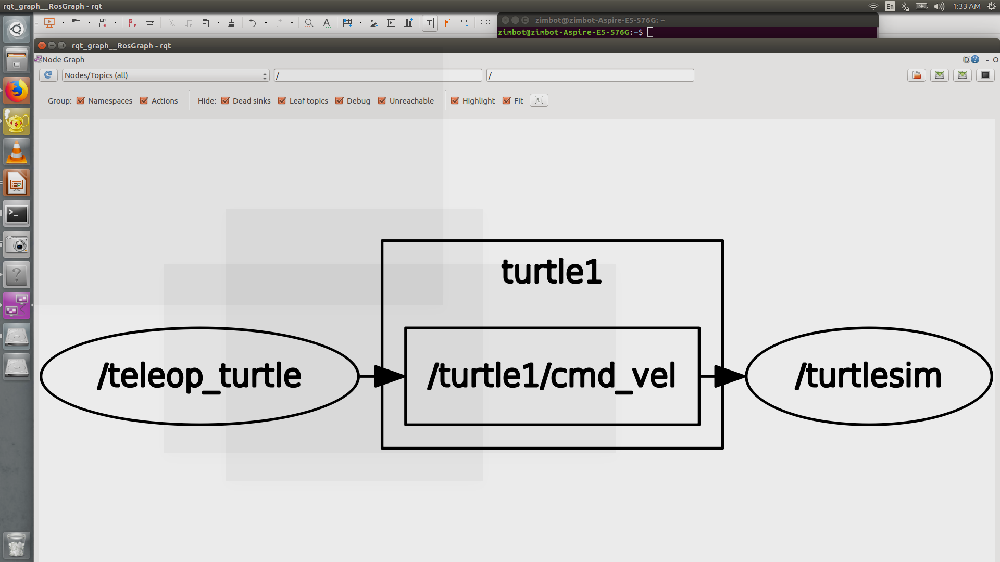 rqt_graph__RosGraph - rqt
En
1:33 AM
zimbot@zimbot-Aspire-E5-576G: ~
zimbot@zimbot-Aspire-E5-576G:~$
rqt_graph__RosGraph - rqt
Node Graph
D ? - O
Nodes/Topics (all)
/
/
Group: Namespaces Actions Hide: Dead sinks Leaf topics Debug Unreachable Highlight Fit
turtle1
/teleop_turtle
/turtle1/cmd_vel
/turtlesim